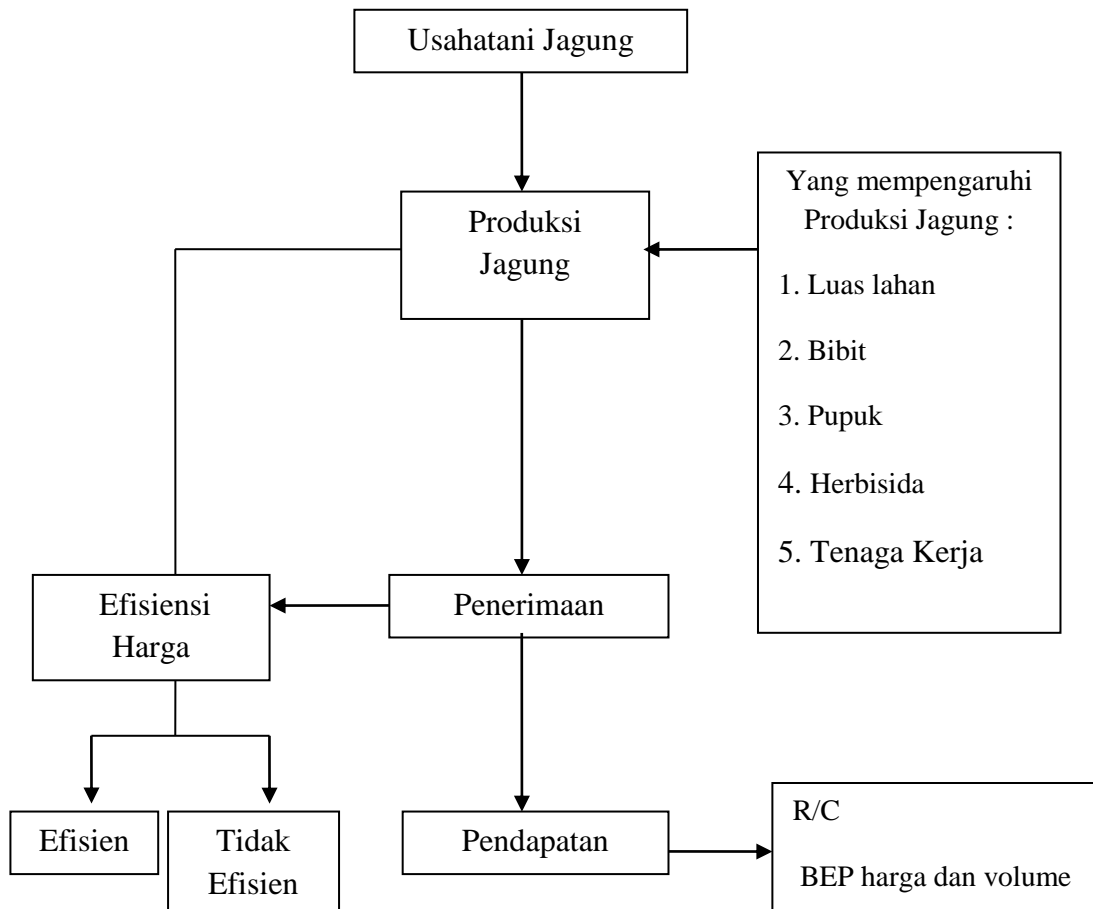 Usahatani Jagung
Produksi
Jagung
Yang mempengaruhi
Produksi Jagung :
1. Luas lahan
2. Bibit
3. Pupuk
4. Herbisida
5. Tenaga Kerja
Efisiensi
Harga
Penerimaan
Efisien
Tidak
Efisien
Pendapatan
R/C
BEP harga dan volume